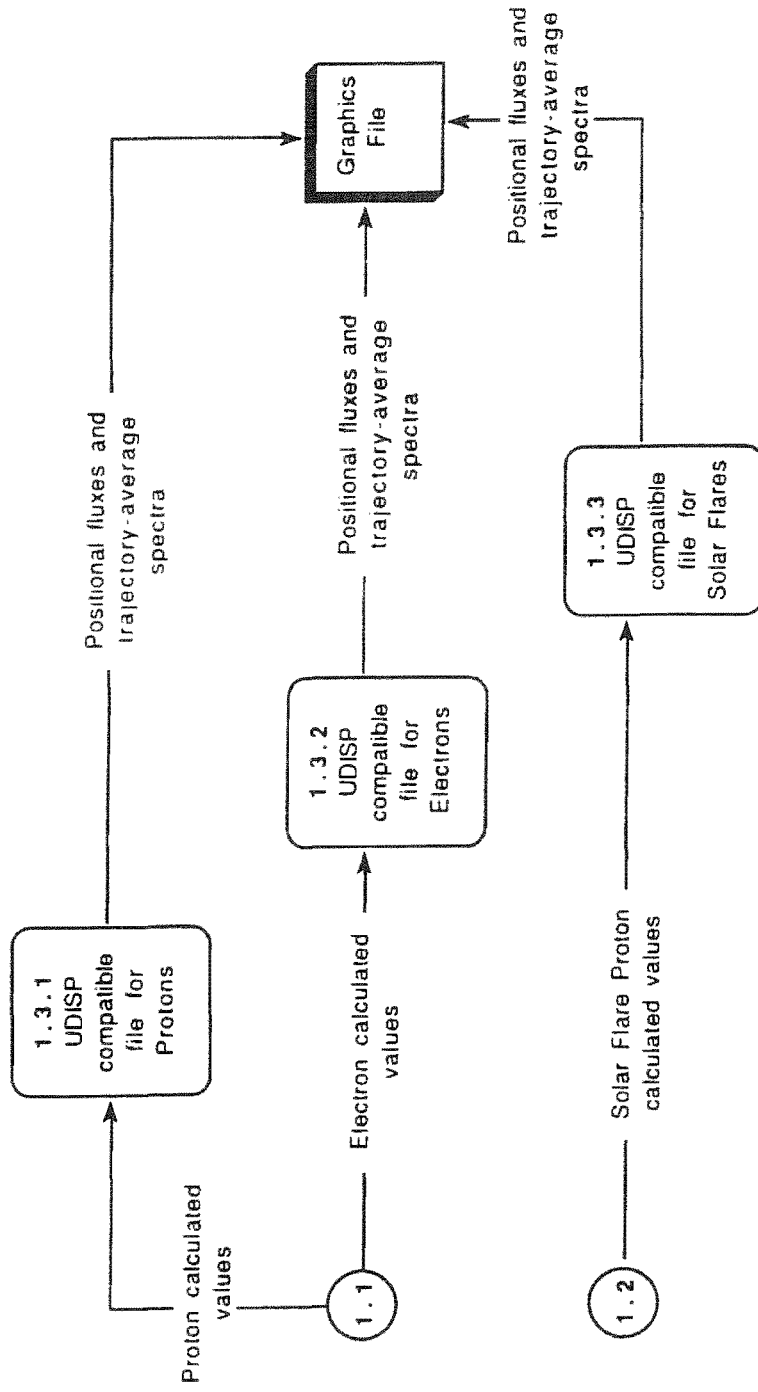 Proton calculated
values
1.1
1.3.1
UDISP
compatible
file for
Protons
Positional fluxes and
trajectory-average
spectra
Electron calculated
values
1.3.2
UDISP
compatible
file for
Electrons
Positional fluxes and
trajectory-average
spectra
Graphics
File
1.2
Solar Flare Proton
calculated values
1.3.3
UDISP
compatible
file for
Solar Flares
Positional fluxes and
trajectory-average
spectra